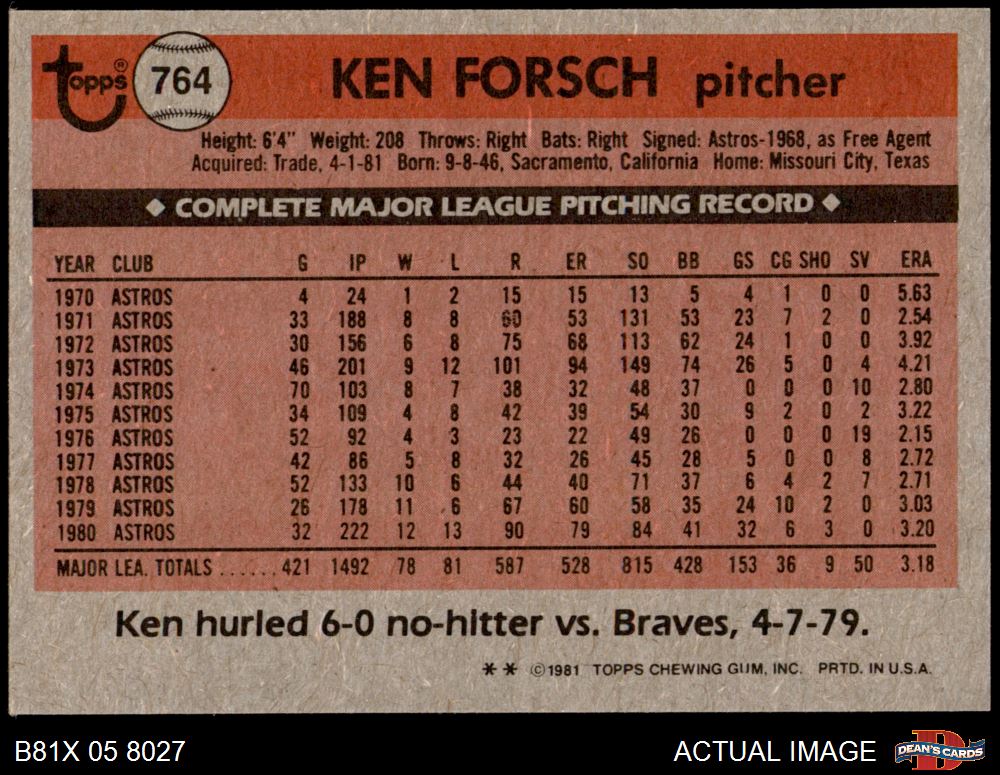 topps® 764 KEN FORSCH pitcher
Height: 6'4" Weight: 208 Throws: Right Bats: Right Signed: Astros-1968, as Free Agent
Acquired: Trade, 4-1-81 Born: 9-8-46, Sacramento, California Home: Missouri City, Texas
◆ COMPLETE MAJOR LEAGUE PITCHING RECORD ◆
YEAR CLUB G IP W L R ER SO BB GS CG SHO SV ERA
1970 ASTROS 4 24 1 2 15 15 13 5 4 1 0 0 5.63
1971 ASTROS 33 188 8 8 60 53 131 53 23 7 2 0 2.54
1972 ASTROS 30 156 6 8 75 68 113 62 24 1 0 0 3.92
1973 ASTROS 46 201 9 12 101 94 149 74 26 5 0 4 4.21
1974 ASTROS 70 103 8 7 38 32 48 37 0 0 0 10 2.80
1975 ASTROS 34 109 4 8 42 39 54 30 9 2 0 2 3.22
1976 ASTROS 52 92 4 3 23 22 49 26 0 0 0 19 2.15
1977 ASTROS 42 86 5 8 32 26 45 28 5 0 0 8 2.72
1978 ASTROS 52 133 10 6 44 40 71 37 6 4 2 7 2.71
1979 ASTROS 26 178 11 6 67 60 58 35 24 10 2 0 3.03
1980 ASTROS 32 222 12 13 90 79 84 41 32 6 3 0 3.20
MAJOR LEA. TOTALS ...... 421 1492 78 81 587 528 815 428 153 36 9 50 3.18
Ken hurled 6-0 no-hitter vs. Braves, 4-7-79.
** ©1981 TOPPS CHEWING GUM, INC. PRTD. IN U.S.A.
B81X 05 8027 ACTUAL IMAGE DEAN'S CARDS